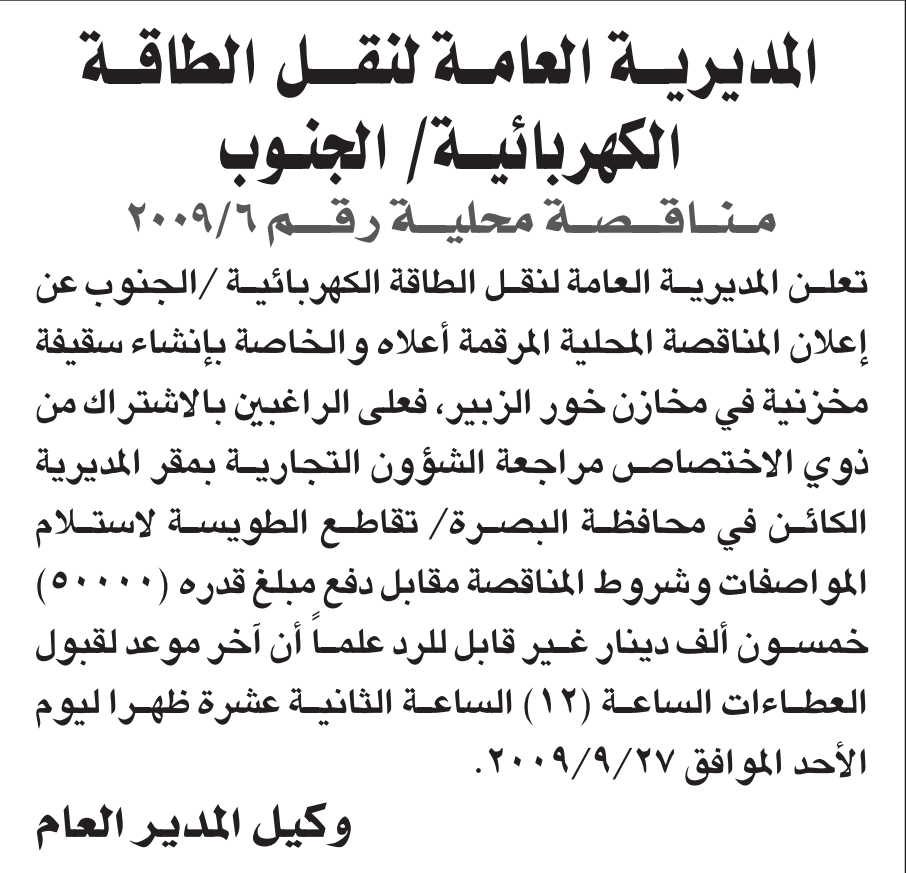 المديرية العامة لنقل الطاقة
الكهربائية/ الجنوب
مناقصة محلية رقم ٢٠٠٩/٦
تعلن المديرية العامة لنقل الطاقة الكهربائية /الجنوب عن
إعلان المناقصة المحلية المرقمة أعلاه والخاصة بإنشاء سقيفة
مخزنية في مخازن خور الزبير، فعلى الراغبين بالاشتراك من
ذوي الاختصاص مراجعة الشؤون التجارية بمقر المديرية
الكائن في محافظة البصرة/ تقاطع الطويسة لاستلام
المواصفات وشروط المناقصة مقابل دفع مبلغ قدره (٥٠٠٠٠)
خمسون ألف دينار غير قابل للرد علماً أن آخر موعد لقبول
العطاءات الساعة (١٢) الساعة الثانية عشرة ظهرا ليوم
الأحد الموافق ٢٠٠٩/٩/٢٧.
وكيل المدير العام